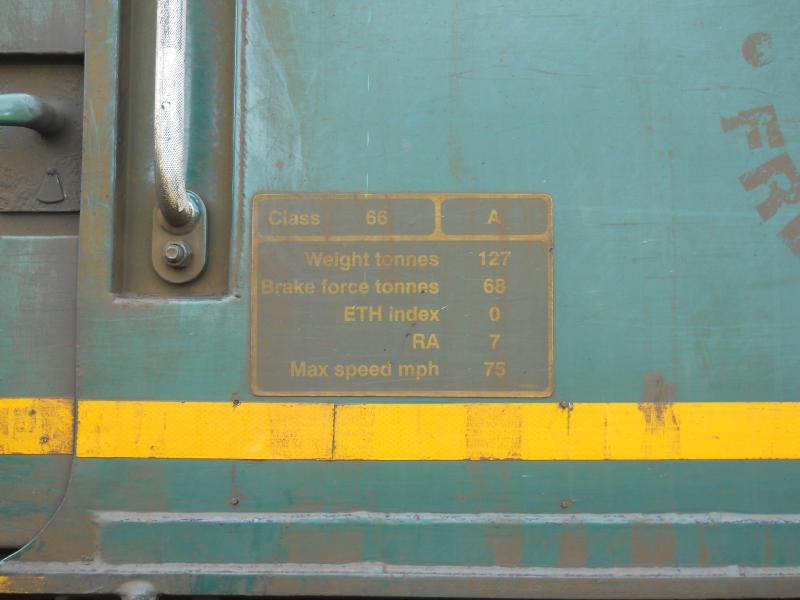 Class 66 A
Weight tonnes 127
Brake force tonnes 68
ETH index 0
RA 7
Max speed mph 75